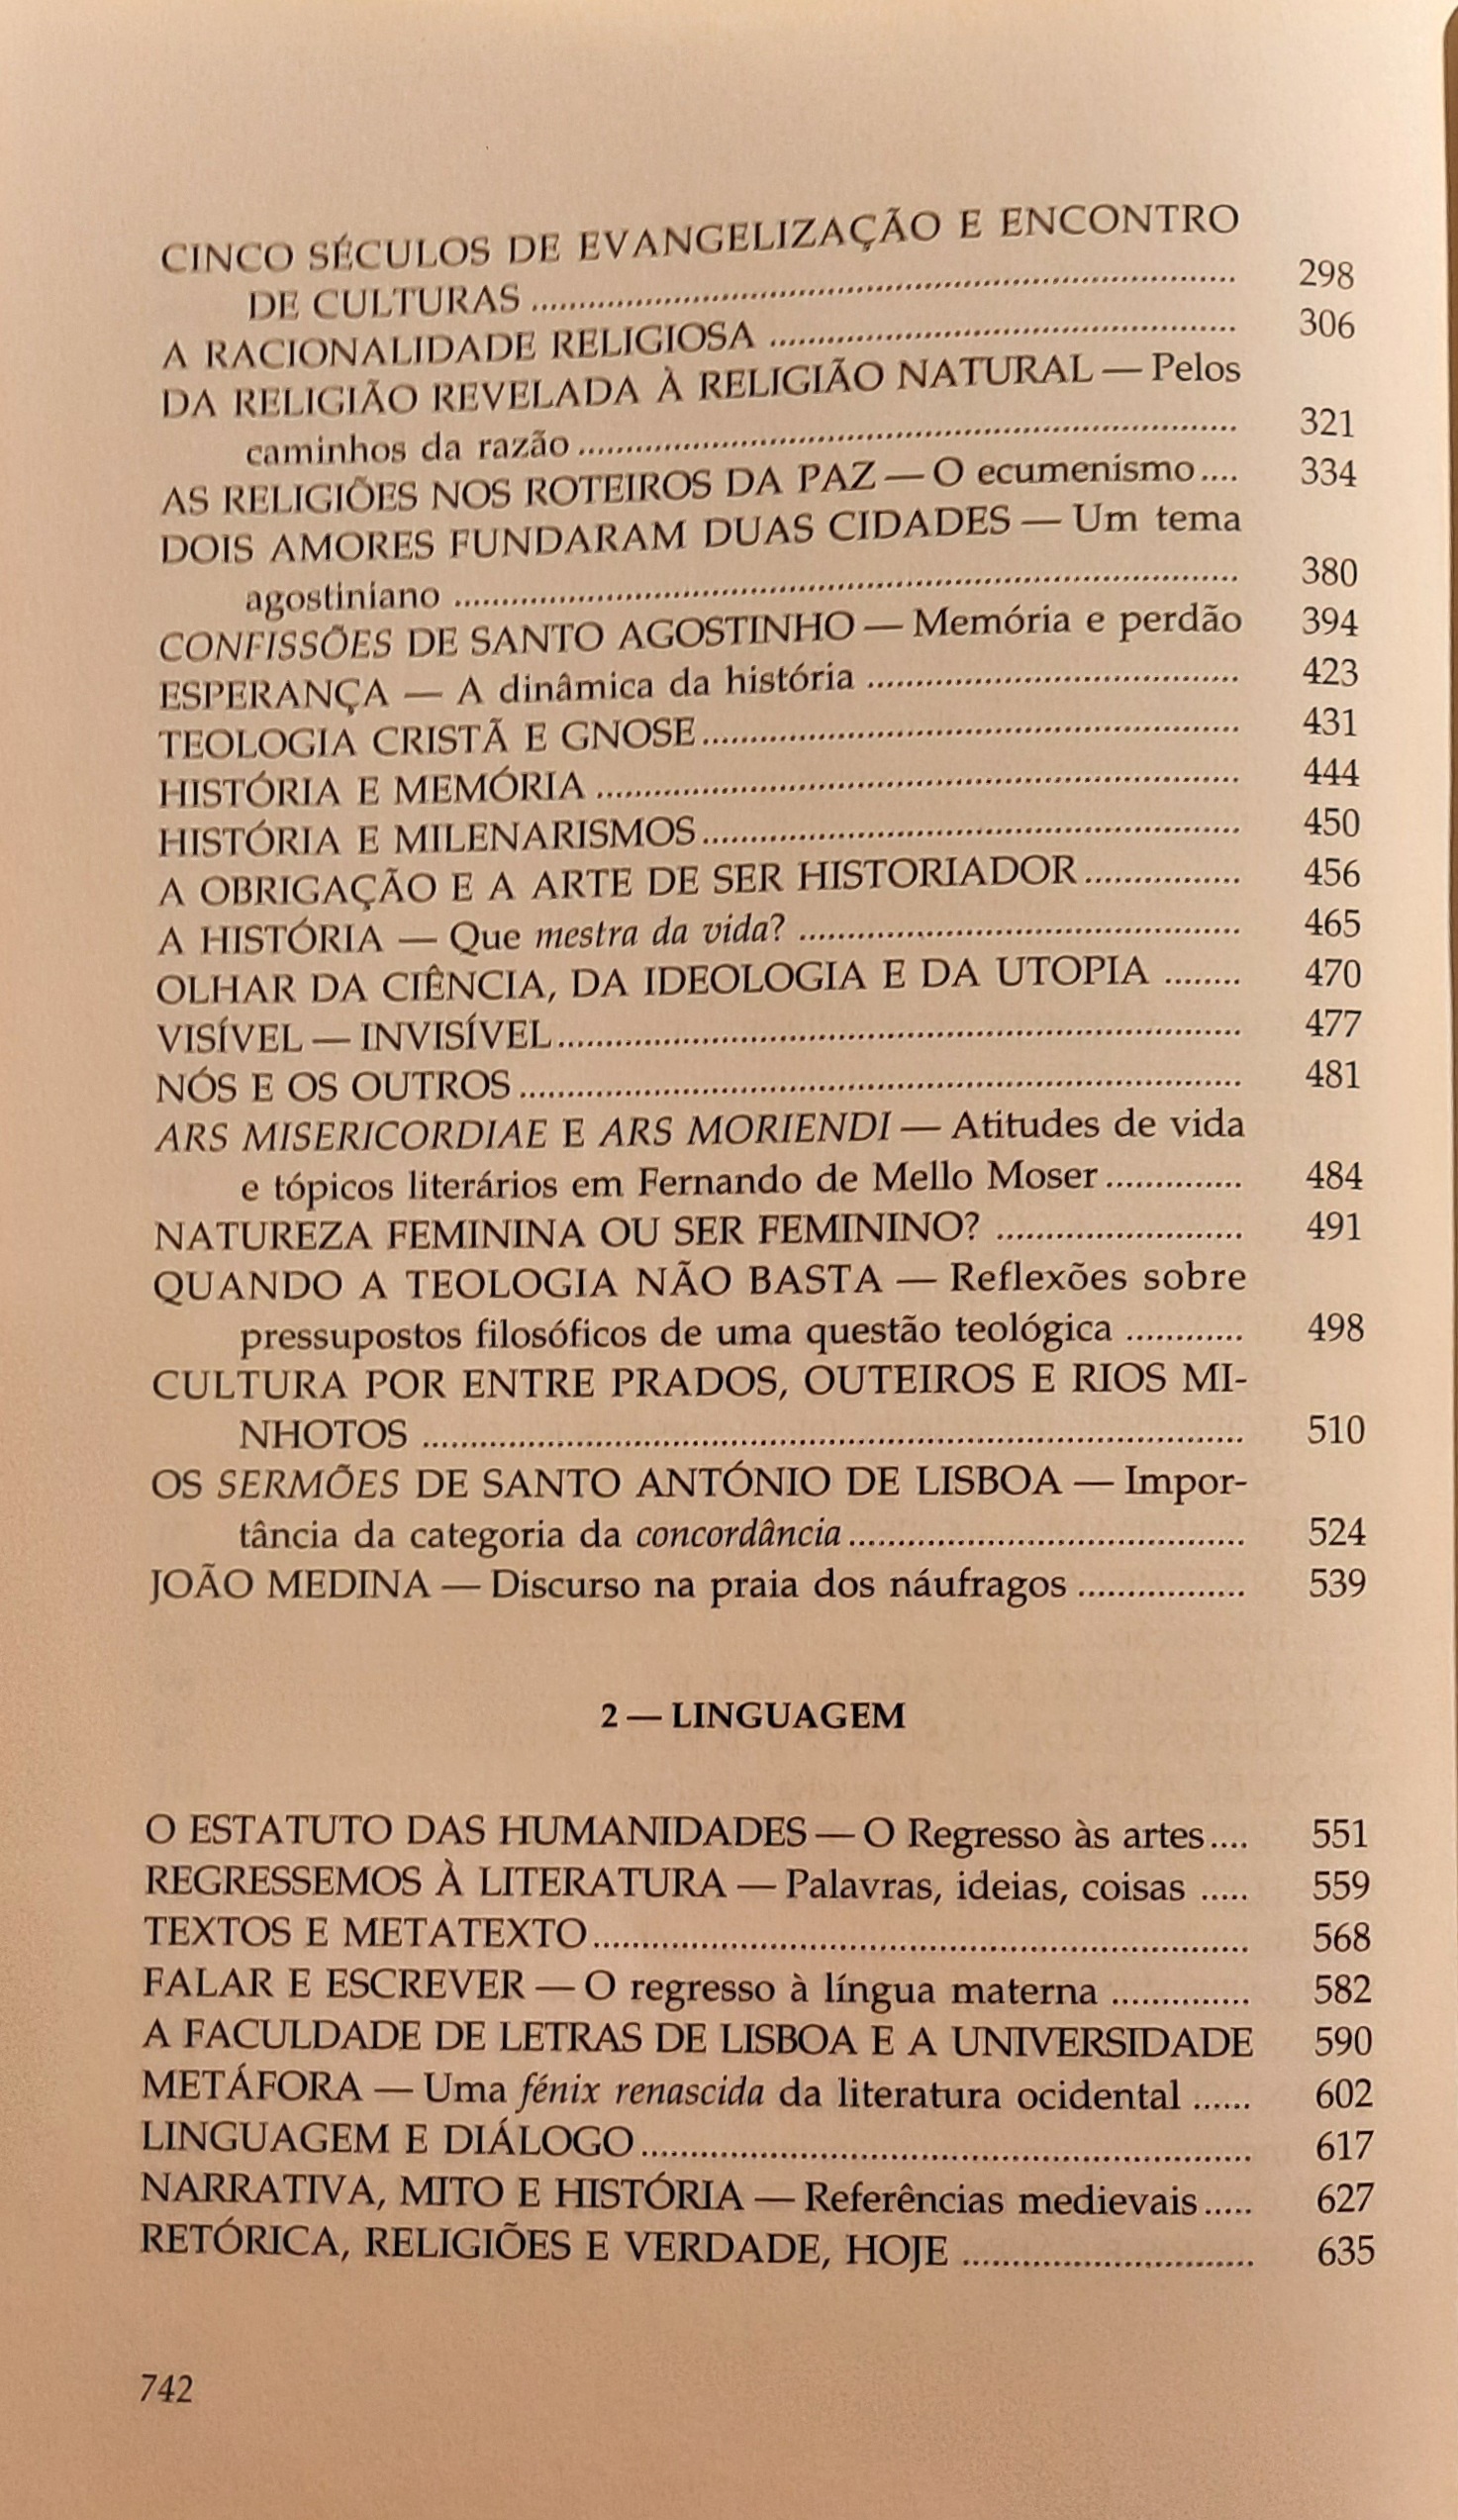 CINCO SÉCULOS DE EVANGELIZAÇÃO E ENCONTRO
DE CULTURAS ........ 298
A RACIONALIDADE RELIGIOSA ........ 306
DA RELIGIÃO REVELADA À RELIGIÃO NATURAL — Pelos
caminhos da razão ........ 321
AS RELIGIÕES NOS ROTEIROS DA PAZ — O ecumenismo .... 334
DOIS AMORES FUNDARAM DUAS CIDADES — Um tema
agostiniano ........ 380
CONFISSÕES DE SANTO AGOSTINHO — Memória e perdão 394
ESPERANÇA — A dinâmica da história ........ 423
TEOLOGIA CRISTÃ E GNOSE ........ 431
HISTÓRIA E MEMÓRIA ........ 444
HISTÓRIA E MILENARISMOS ........ 450
A OBRIGAÇÃO E A ARTE DE SER HISTORIADOR ........ 456
A HISTÓRIA — Que mestra da vida? ........ 465
OLHAR DA CIÊNCIA, DA IDEOLOGIA E DA UTOPIA ........ 470
VISÍVEL — INVISÍVEL ........ 477
NÓS E OS OUTROS ........ 481
ARS MISERICORDIAE E ARS MORIENDI — Atitudes de vida
e tópicos literários em Fernando de Mello Moser ........ 484
NATUREZA FEMININA OU SER FEMININO? ........ 491
QUANDO A TEOLOGIA NÃO BASTA — Reflexões sobre
pressupostos filosóficos de uma questão teológica ........ 498
CULTURA POR ENTRE PRADOS, OUTEIROS E RIOS MI-
NHOTOS ........ 510
OS SERMÕES DE SANTO ANTÓNIO DE LISBOA — Impor-
tância da categoria da concordância ........ 524
JOÃO MEDINA — Discurso na praia dos náufragos ........ 539
2 — LINGUAGEM
O ESTATUTO DAS HUMANIDADES — O Regresso às artes .... 551
REGRESSEMOS À LITERATURA — Palavras, ideias, coisas ..... 559
TEXTOS E METATEXTO ........ 568
FALAR E ESCREVER — O regresso à língua materna ........ 582
A FACULDADE DE LETRAS DE LISBOA E A UNIVERSIDADE 590
METÁFORA — Uma fénix renascida da literatura ocidental ...... 602
LINGUAGEM E DIÁLOGO ........ 617
NARRATIVA, MITO E HISTÓRIA — Referências medievais ..... 627
RETÓRICA, RELIGIÕES E VERDADE, HOJE ........ 635
742